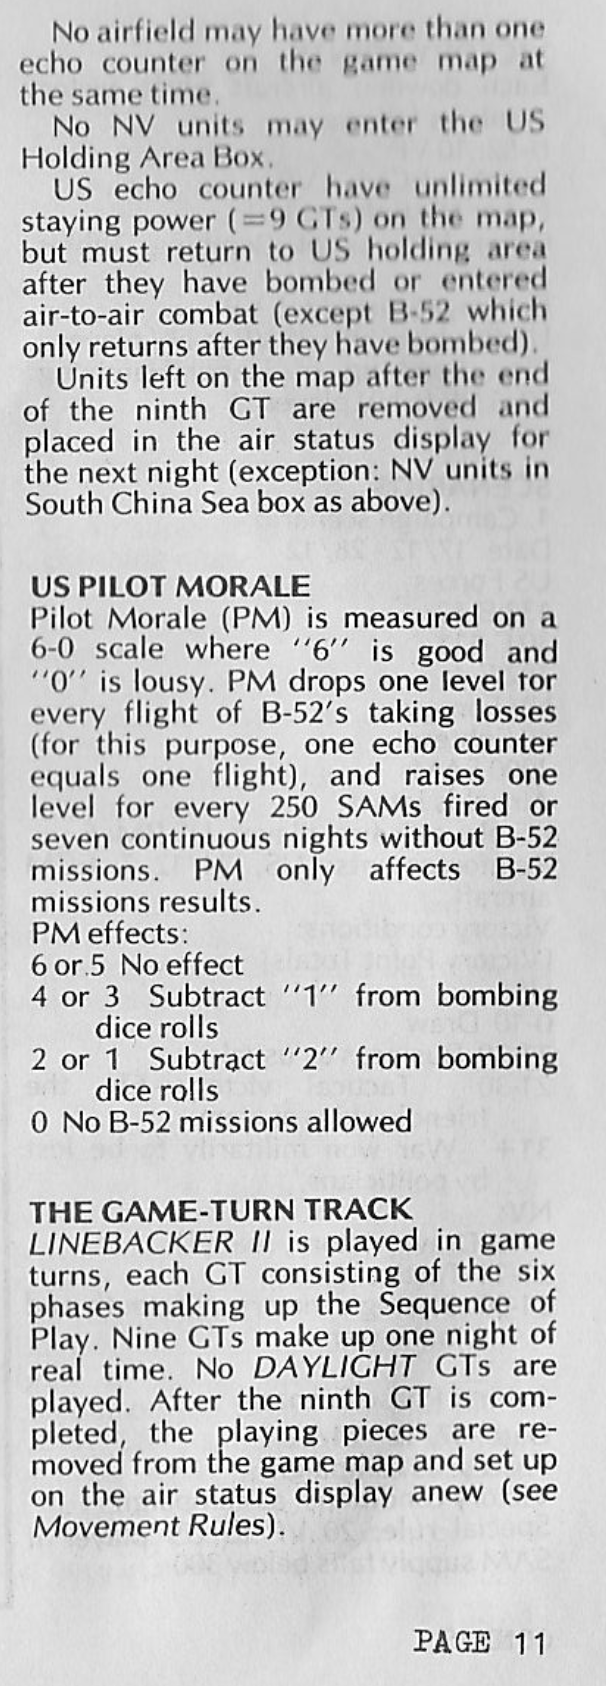 No airfield may have more than one
echo counter on the game map at
the same time.
No NV units may enter the US
Holding Area Box.
US echo counter have unlimited
staying power (=9 GTs) on the map,
but must return to US holding area
after they have bombed or entered
air-to-air combat (except B-52 which
only returns after they have bombed).
Units left on the map after the end
of the ninth GT are removed and
placed in the air status display for
the next night (exception: NV units in
South China Sea box as above).
US PILOT MORALE
Pilot Morale (PM) is measured on a
6-0 scale where "6" is good and
"0" is lousy. PM drops one level for
every flight of B-52's taking losses
(for this purpose, one echo counter
equals one flight), and raises one
level for every 250 SAMs fired or
seven continuous nights without B-52
missions. PM only affects B-52
missions results.
PM effects:
6 or.5 No effect
4 or 3 Subtract "1" from bombing
dice rolls
2 or 1 Subtract "2" from bombing
dice rolls
0 No B-52 missions allowed
THE GAME-TURN TRACK
LINEBACKER II is played in game
turns, each GT consisting of the six
phases making up the Sequence of
Play. Nine GTs make up one night of
real time. No DAYLIGHT GTs are
played. After the ninth GT is com-
pleted, the playing pieces are re-
moved from the game map and set up
on the air status display anew (see
Movement Rules).
PAGE 11